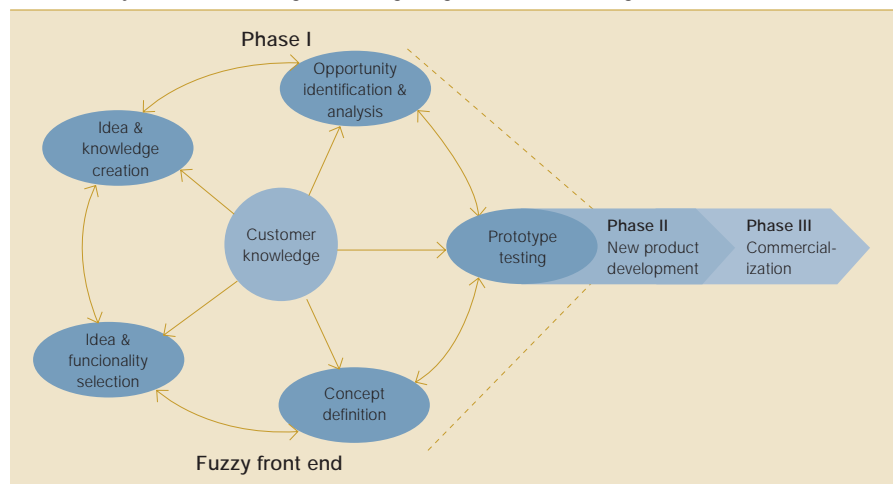 Phase I
Opportunity
identification &
analysis
Idea &
knowledge
creation
Customer
knowledge
Prototype
testing
Phase II
New product
development
Phase III
Commercial-
ization
Idea &
funcionality
selection
Concept
definition
Fuzzy front end